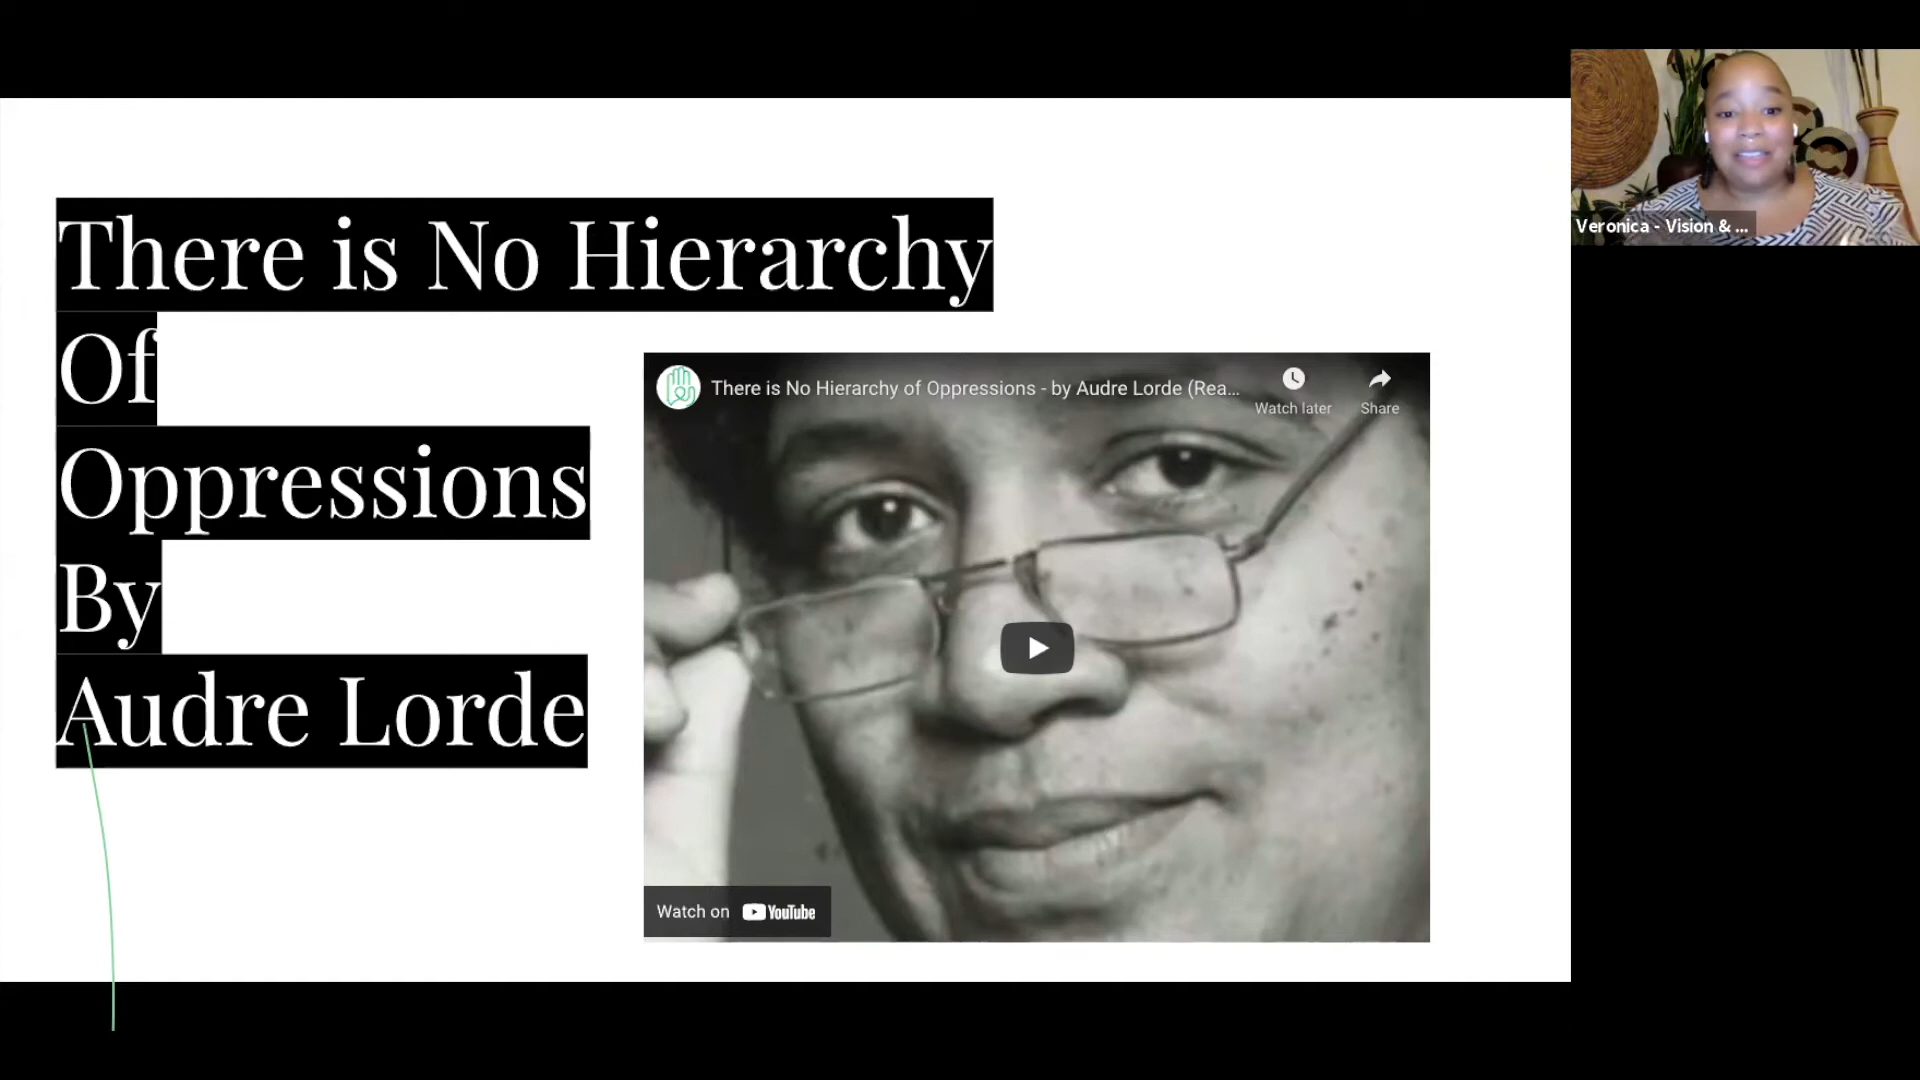 There is No Hierarchy
Of
Oppressions
By
Audre Lorde
There is No Hierarchy of Oppressions - by Audre Lorde (Rea...
Watch later
Share
Watch on YouTube
Veronica - Vision & ...